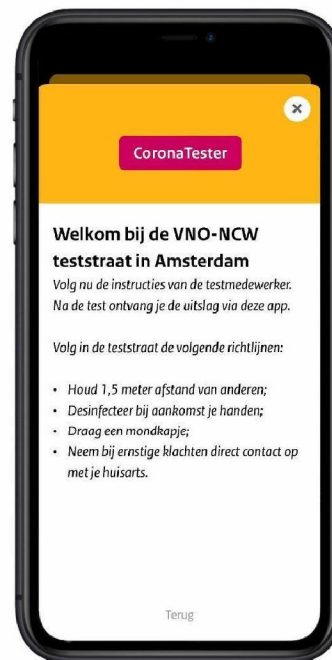 CoronaTester
Welkom bij de VNO-NCW
teststraat in Amsterdam
Volg nu de instructies van de testmedewerker.
Na de test ontvang je de uitslag via deze app.
Volg in de teststraat de volgende richtlijnen:
• Houd 1,5 meter afstand van anderen;
• Desinfecteer bij aankomst je handen;
• Draag een mondkapje;
• Neem bij ernstige klachten direct contact op
met je huisarts.
Terug